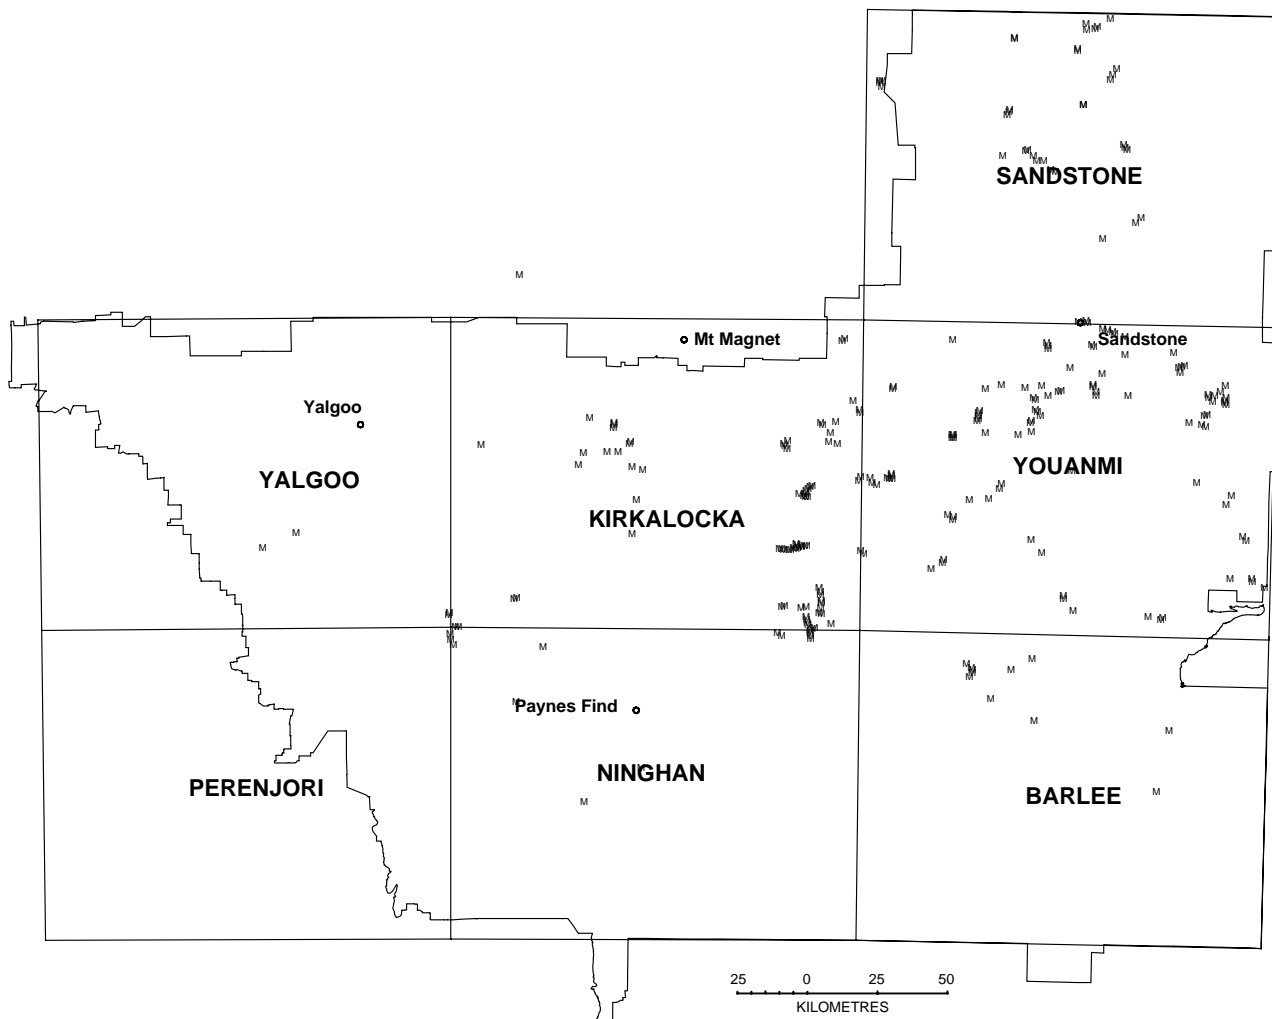 SANDSTONE
Sandstone
Mt Magnet
Yalgoo
YALGOO
YOUANMI
KIRKALOCKA
Paynes Find
NINGHAN
PERENJORI
BARLEE
25 0 25 50
KILOMETRES